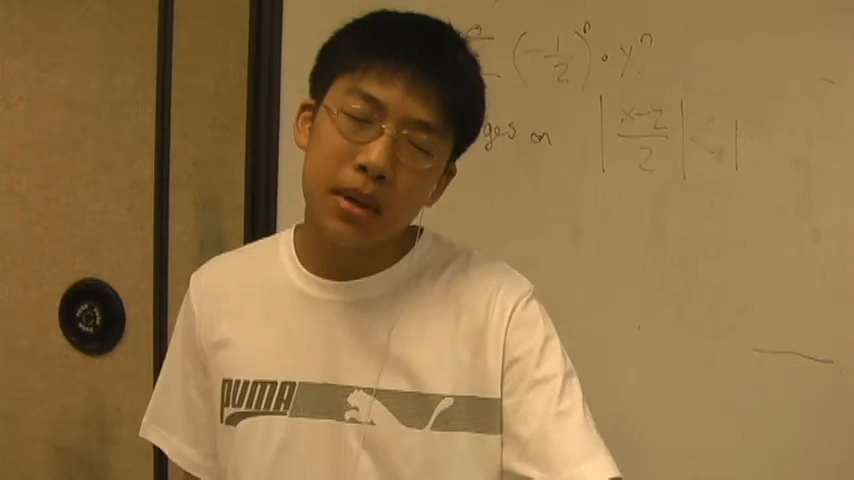 (-1/2)ⁿ · xⁿ
ges on |x-2/2| < 1
PUMA